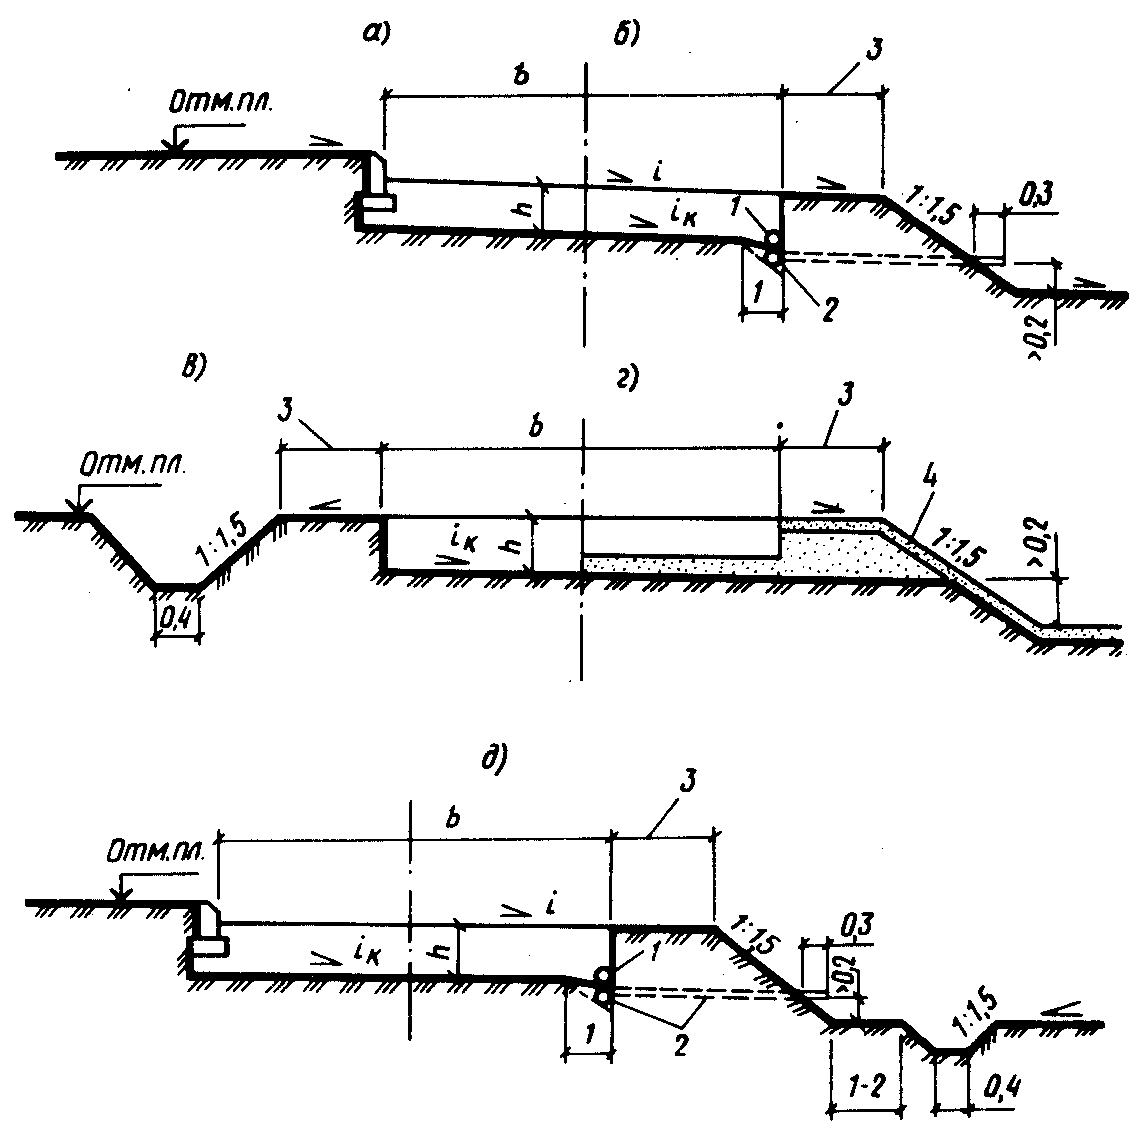 а) б)
в 3
Отм.пл.
i 1:1,5 0,3
h iк 1
1 2 >0,2
в) г)
3 b 3
Отм.пл. 4
1:1,5 iк h 1:1,5 >0,2
0,4
д)
b 3
Отм.пл.
i 1:1,5 0,3
iк h 1 >0,2 1:1,5
1 2
1-2 0,4